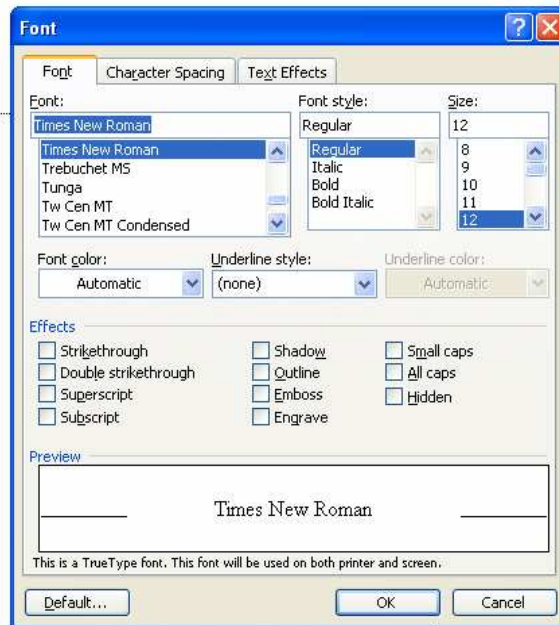 Font
Font Character Spacing Text Effects
Font: Font style: Size:
Times New Roman Regular 12
Times New Roman Regular 8
Trebuchet MS Italic 9
Tunga Bold 10
Tw Cen MT Bold Italic 11
Tw Cen MT Condensed 12
Font color: Underline style: Underline color:
Automatic (none) Automatic
Effects
Strikethrough Shadow Small caps
Double strikethrough Outline All caps
Superscript Emboss Hidden
Subscript Engrave
Preview
Times New Roman
This is a TrueType font. This font will be used on both printer and screen.
Default... OK Cancel